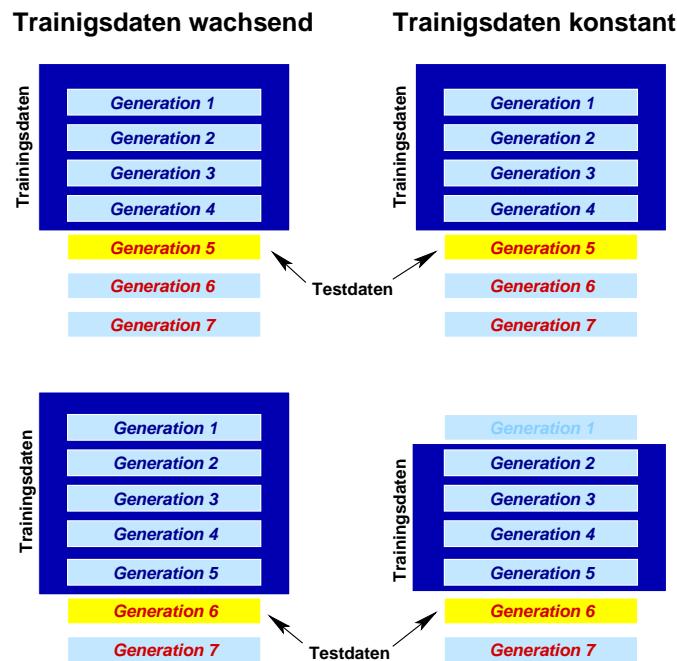 Trainigsdaten wachsend
Trainigsdaten konstant
Trainingsdaten
Generation 1
Generation 2
Generation 3
Generation 4
Generation 5
Generation 6
Generation 7
Trainingsdaten
Generation 1
Generation 2
Generation 3
Generation 4
Generation 5
Generation 6
Generation 7
Testdaten
Trainingsdaten
Generation 1
Generation 2
Generation 3
Generation 4
Generation 5
Generation 6
Generation 7
Trainingsdaten
Generation 1
Generation 2
Generation 3
Generation 4
Generation 5
Generation 6
Generation 7
Testdaten